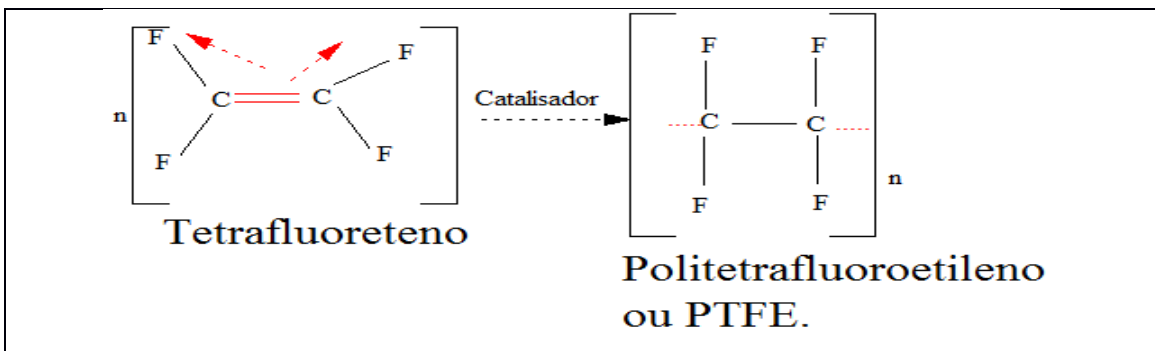 F
F
C
C
n
F
F
Tetrafluoreteno
Catalisador
F
F
C
C
F
F
n
Politetrafluoroetileno
ou PTFE.